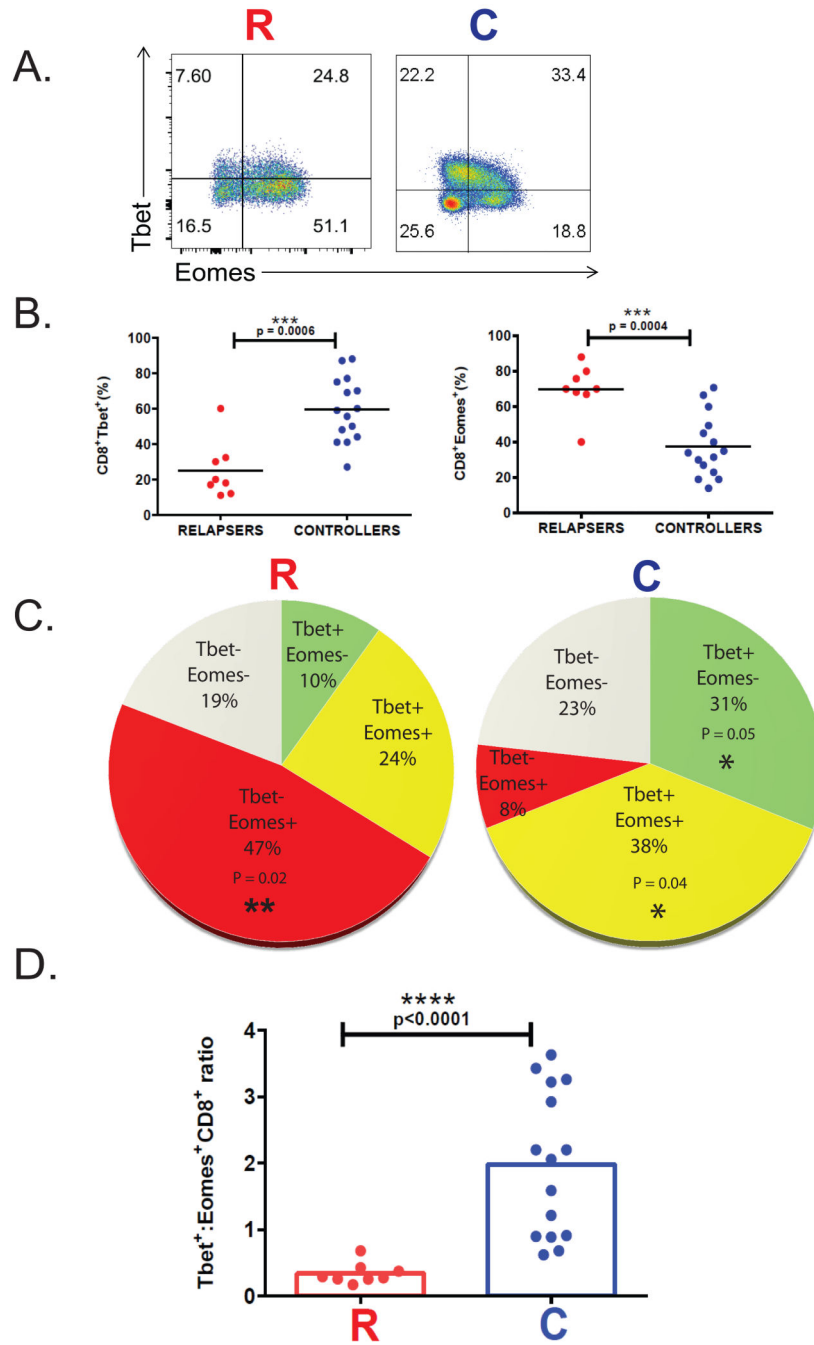 A.
R
C
Tbet
7.60
24.8
16.5
51.1
22.2
33.4
25.6
18.8
Eomes
B.
***
p = 0.0006
CD8+Tbet+(%)
100
80
60
40
20
0
RELAPSERS
CONTROLLERS
***
p = 0.0004
CD8+Eomes+(%)
100
80
60
40
20
0
RELAPSERS
CONTROLLERS
C.
R
Tbet-
Eomes-
19%
Tbet+
Eomes-
10%
Tbet+
Eomes+
24%
Tbet-
Eomes+
47%
P = 0.02
**
C
Tbet-
Eomes-
23%
Tbet+
Eomes-
31%
P = 0.05
*
Tbet-
Eomes+
8%
Tbet+
Eomes+
38%
P = 0.04
*
D.
****
p<0.0001
Tbet+:Eomes+CD8+ ratio
4
3
2
1
0
R
C